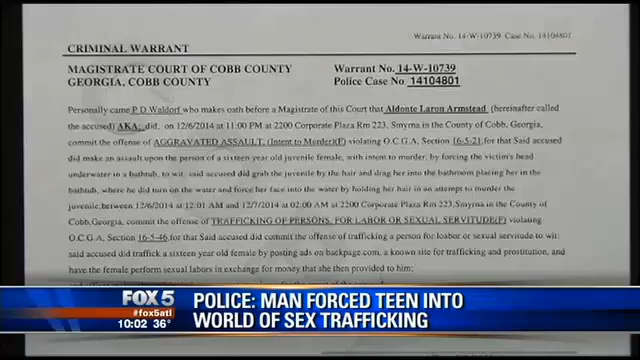 Warrant No. 14-W-10739 Case No. 14104801
CRIMINAL WARRANT
MAGISTRATE COURT OF COBB COUNTY Warrant No. 14-W-10739
GEORGIA, COBB COUNTY Police Case No. 14104801
Personally came P D Waldorf who makes oath before a Magistrate of this Court that Aldonte Laron Armstead (hereinafter called
the accused) AKA: did, on 12/6/2014 at 11:00 PM at 2200 Corporate Plaza Rm 223, Smyrna in the County of Cobb, Georgia,
commit the offense of AGGRAVATED ASSAULT, (Intent to Murder)(F) violating O.C.G.A, Section 16-5-21, for that Said accused
did make an assault upon the person of a sixteen year old juvenile female, with intent to murder, by forcing the victim's head
underwater in a bathtub, to wit: said accused did grab the juvenile by the hair and drag her into the bathroom placing her in the
bathtub, where he did turn on the water and force her face into the water by holding her hair in an attempt to murder the
juvenile, between 12/6/2014 at 12:01 AM and 12/7/2014 at 02:00 AM at 2200 Corporate Plaza Rm 223, Smyrna in the County of
Cobb, Georgia, commit the offense of TRAFFICKING OF PERSONS, FOR LABOR OR SEXUAL SERVITUDE(F) violating
O.C.G.A, Section 16-5-46, for that Said accused did commit the offense of trafficking a person for loabor or sexual servitude to wit:
said accused did traffick a sixteen year old female by posting ads on backpage.com, a known site for trafficking and prostitution, and
have the female perform sexual labors in exchange for money that she then provided to him;
FOX 5 POLICE: MAN FORCED TEEN INTO
#fox5atl WORLD OF SEX TRAFFICKING
10:02 36°